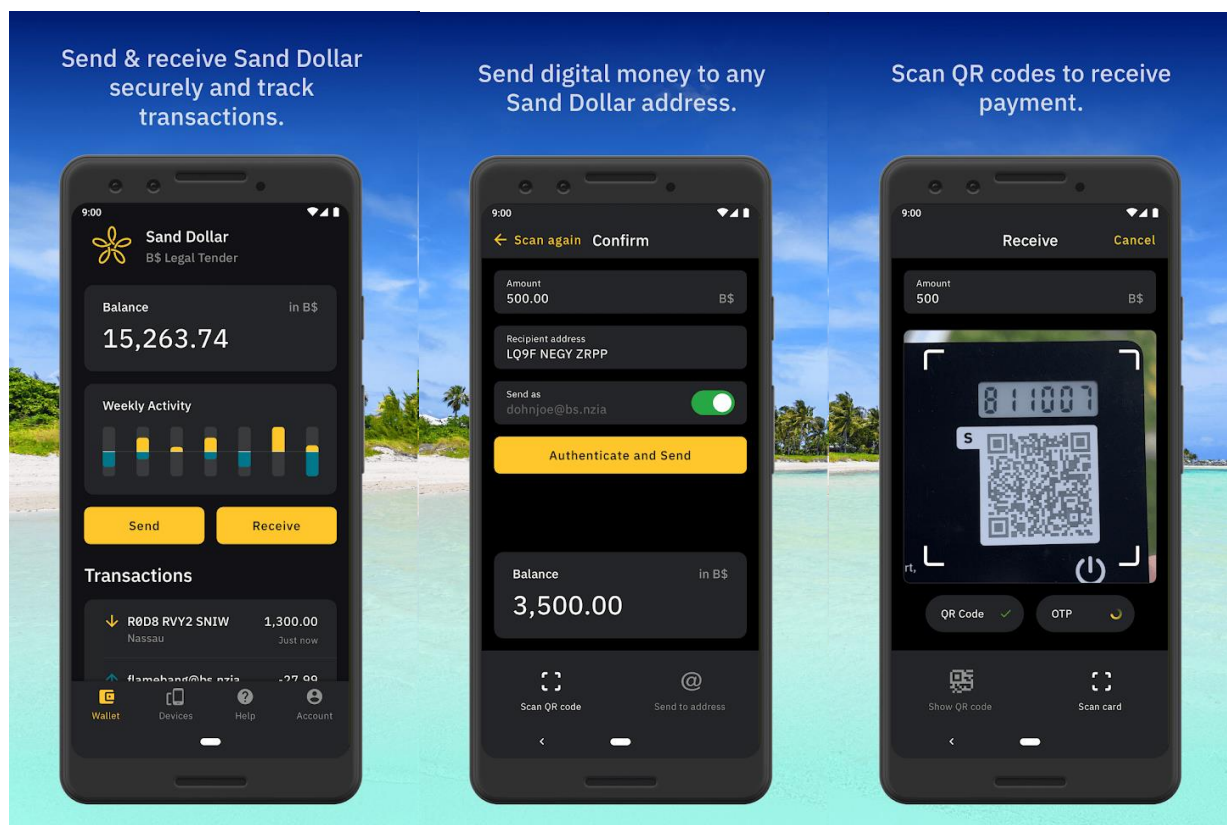 Send & receive Sand Dollar
securely and track
transactions.
9:00
Sand Dollar
B$ Legal Tender
Balance
in B$
15,263.74
Weekly Activity
Send
Receive
Transactions
RØD8 RVY2 SNIW
1,300.00
Nassau
Just now
flamebang@bs.nzia
-27.99
Wallet
Devices
Help
Account
Send digital money to any
Sand Dollar address.
9:00
← Scan again
Confirm
Amount
500.00
B$
Recipient address
LQ9F NEGY ZRPP
Send as
dohnjoe@bs.nzia
Authenticate and Send
Balance
in B$
3,500.00
Scan QR code
@
Send to address
Scan QR codes to receive
payment.
9:00
Receive
Cancel
Amount
500
B$
811007
S
rt,
QR Code
OTP
Show QR code
Scan card